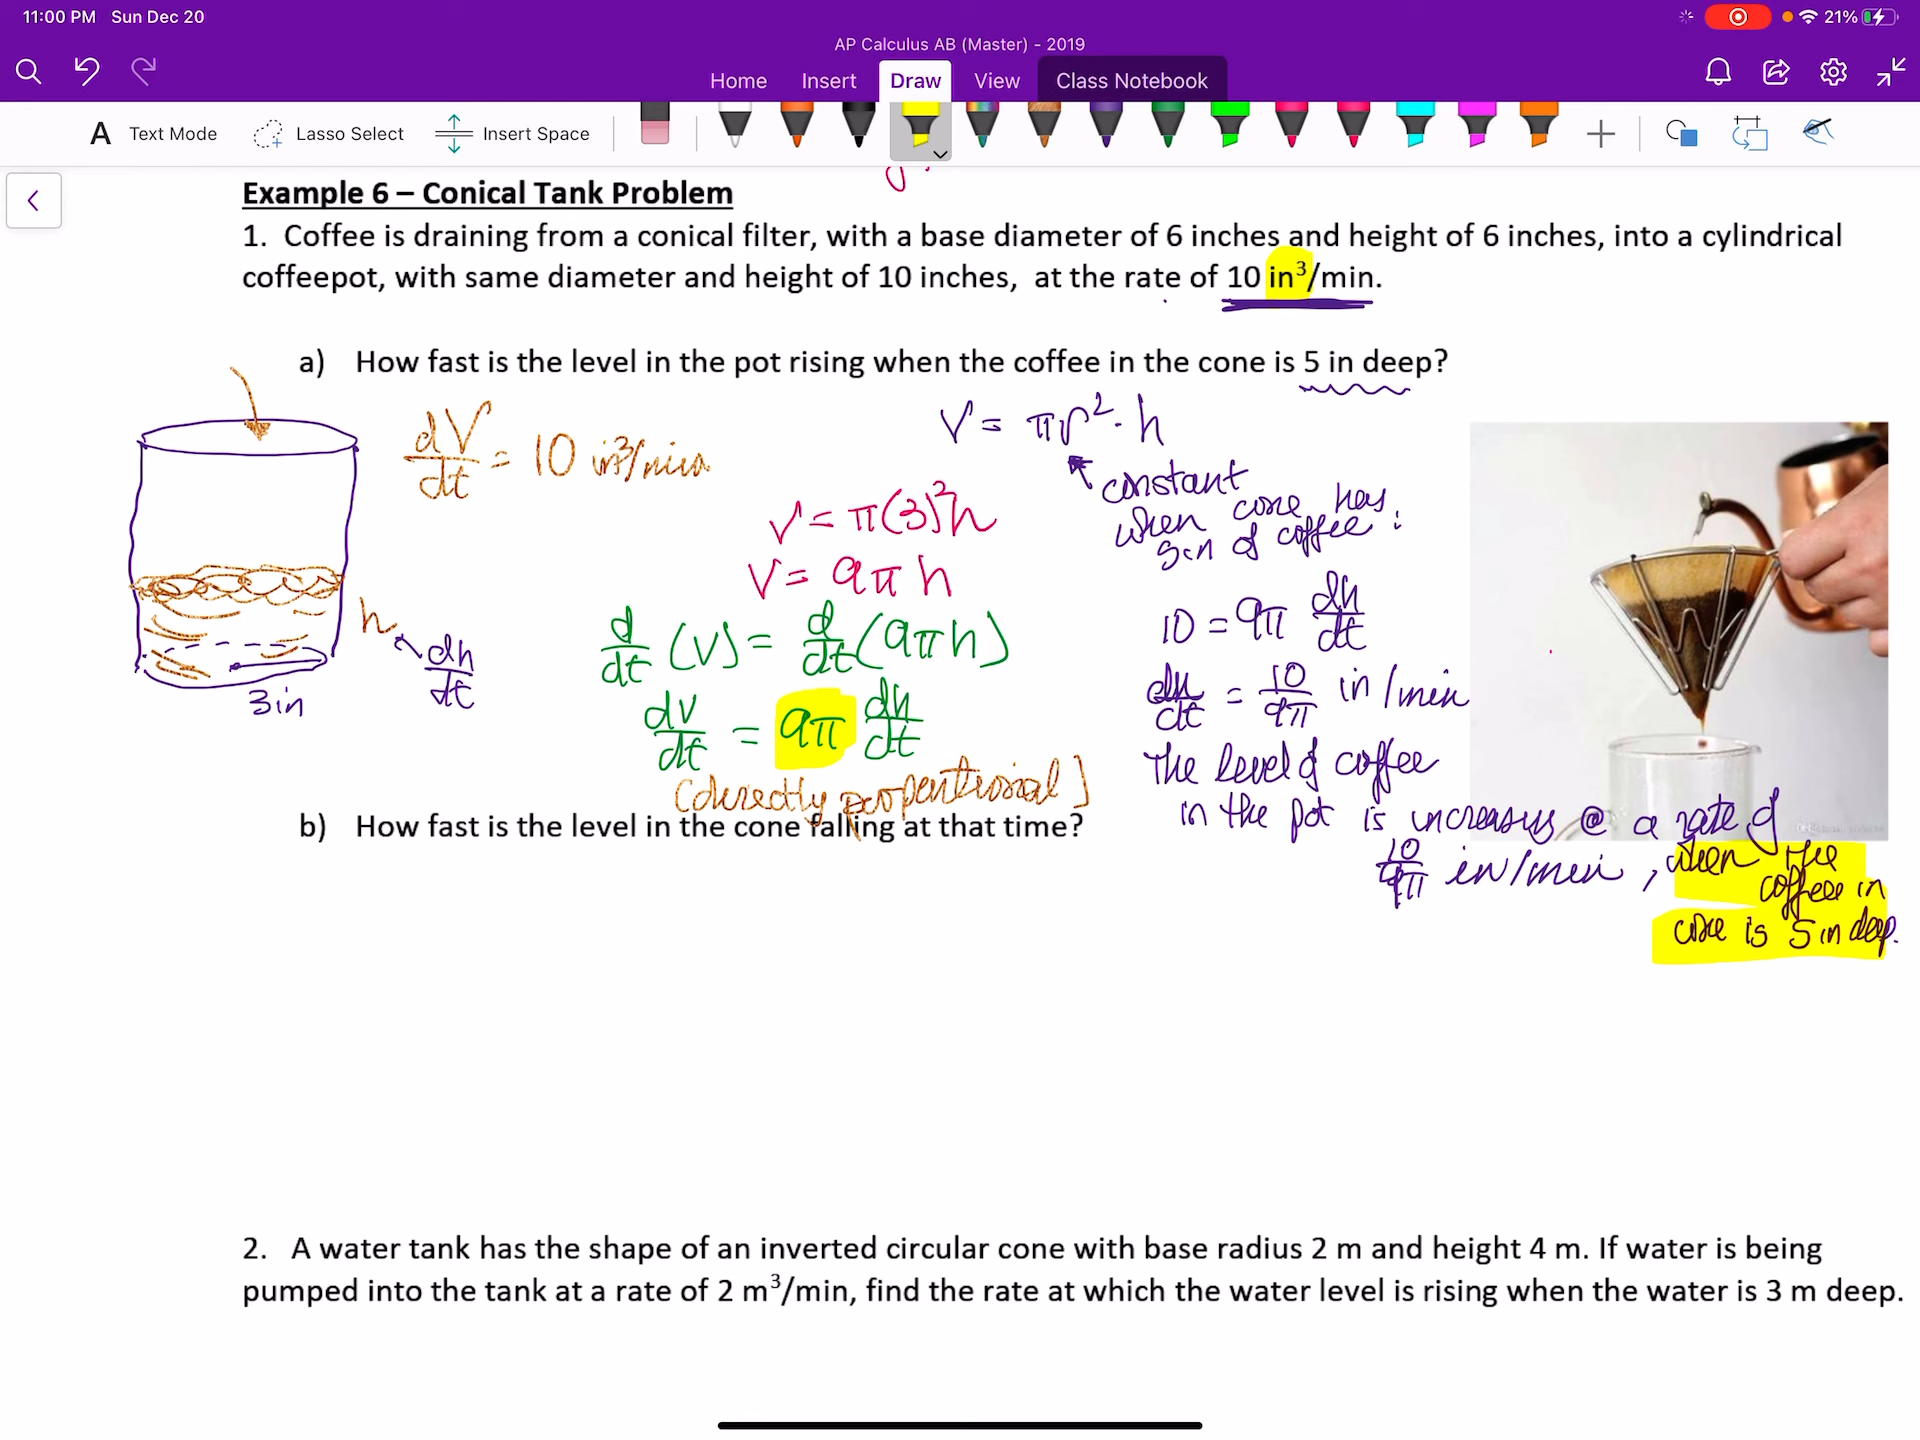 11:00 PM Sun Dec 20
21%
AP Calculus AB (Master) - 2019
Home Insert Draw View Class Notebook
A Text Mode Lasso Select Insert Space
Example 6 – Conical Tank Problem
1. Coffee is draining from a conical filter, with a base diameter of 6 inches and height of 6 inches, into a cylindrical
coffeepot, with same diameter and height of 10 inches, at the rate of 10 in³/min.
a) How fast is the level in the pot rising when the coffee in the cone is 5 in deep?
dV/dt = 10 in³/min
V = πr²·h
constant
when cone has
5in of coffee :
V = π(3)²h
V = 9πh
d/dt (V) = d/dt (9πh)
dv/dt = 9π dh/dt
(directly proportional)
h
dh/dt
3in
10 = 9π dh/dt
dh/dt = 10/9π in/min
The level of coffee
in the pot is increasing @ a rate of
10/9π in/min, when the
coffee in
cone is 5 in deep.
b) How fast is the level in the cone falling at that time?
2. A water tank has the shape of an inverted circular cone with base radius 2 m and height 4 m. If water is being
pumped into the tank at a rate of 2 m³/min, find the rate at which the water level is rising when the water is 3 m deep.